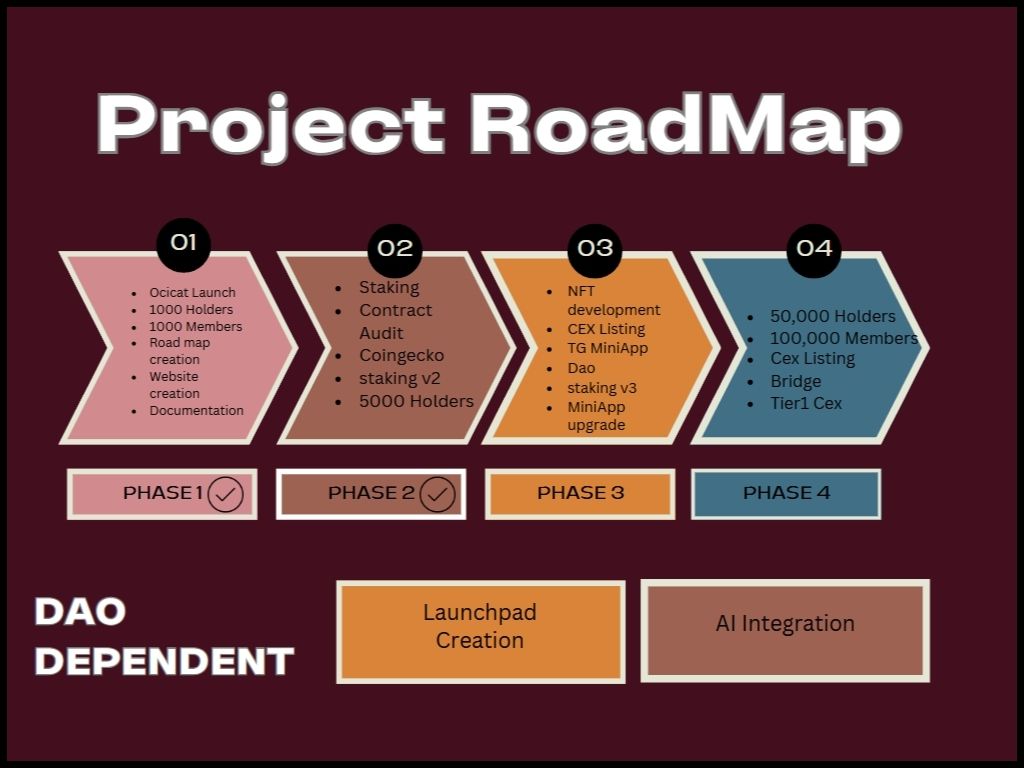 Project RoadMap
01
Ocicat Launch
1000 Holders
1000 Members
Road map
creation
Website
creation
Documentation
02
Staking
Contract
Audit
Coingecko
staking v2
5000 Holders
03
NFT
development
CEX Listing
TG MiniApp
Dao
staking v3
MiniApp
upgrade
04
50,000 Holders
100,000 Members
Cex Listing
Bridge
Tier1 Cex
PHASE 1
PHASE 2
PHASE 3
PHASE 4
DAO
DEPENDENT
Launchpad
Creation
AI Integration